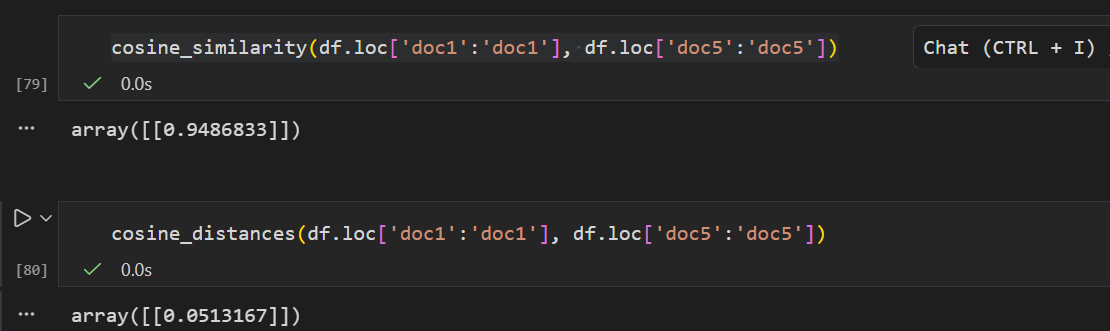 cosine_similarity(df.loc['doc1':'doc1'], df.loc['doc5':'doc5'])
Chat (CTRL + I)
[79]
0.0s
array([[0.9486833]])
cosine_distances(df.loc['doc1':'doc1'], df.loc['doc5':'doc5'])
[80]
0.0s
array([[0.0513167]])